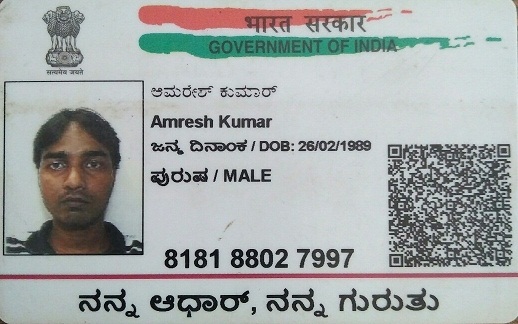 भारत सरकार
GOVERNMENT OF INDIA
सत्यमेव जयते
ಆಮರೇಶ್ ಕುಮಾರ್
Amresh Kumar
ಜನ್ಮ ದಿನಾಂಕ / DOB: 26/02/1989
ಪುರುಷ / MALE
8181 8802 7997
ನನ್ನ ಆಧಾರ್, ನನ್ನ ಗುರುತು